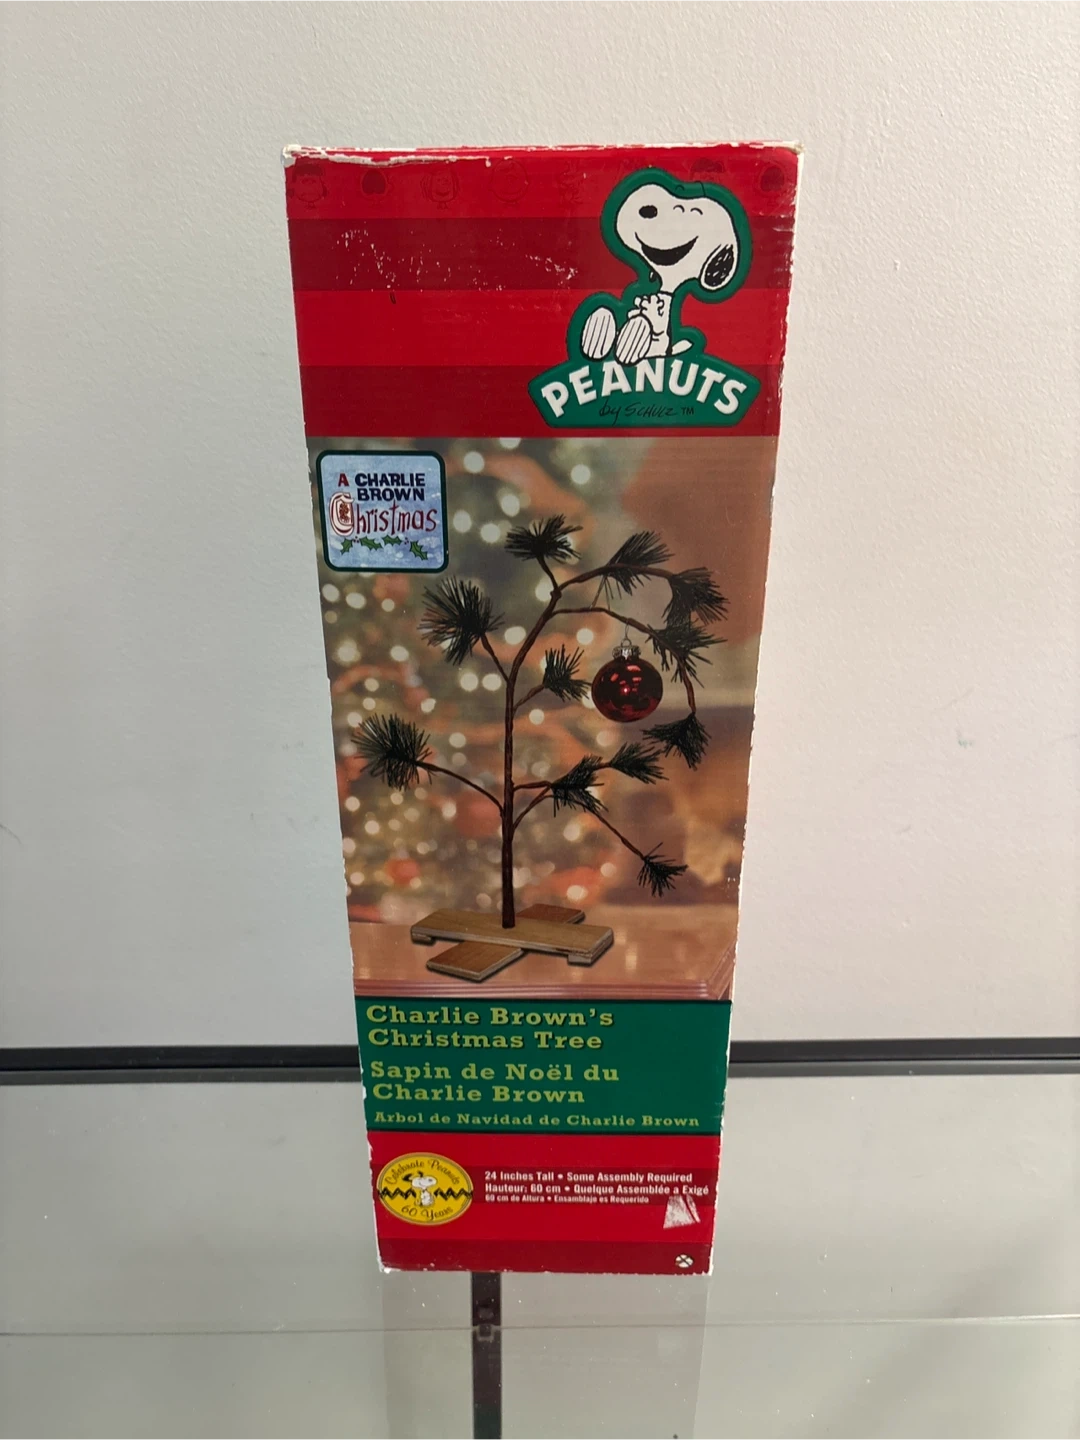 PEANUTS
by SCHULZ ™
A CHARLIE
BROWN
Christmas
Charlie Brown's
Christmas Tree
Sapin de Noël du
Charlie Brown
Arbol de Navidad de Charlie Brown
Celebrate Peanuts
60 Years
24 Inches Tall • Some Assembly Required
Hauteur: 60 cm • Quelque Assemblée a Exigé
60 cm de Altura • Ensamblaje es Requerido